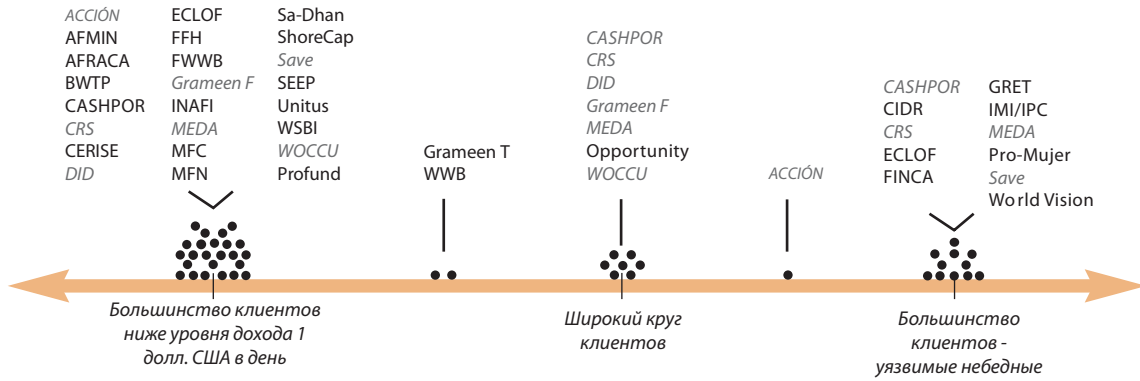 ACCIÓN
AFMIN
AFRACA
BWTP
CASHPOR
CRS
CERISE
DID
ECLOF
FFH
FWWB
Grameen F
INAFI
MEDA
MFC
MFN
Sa-Dhan
ShoreCap
Save
SEEP
Unitus
WSBI
WOCCU
Profund
Grameen T
WWB
CASHPOR
CRS
DID
Grameen F
MEDA
Opportunity
WOCCU
ACCIÓN
CASHPOR
CIDR
CRS
ECLOF
FINCA
GRET
IMI/IPC
MEDA
Pro-Mujer
Save
World Vision
Большинство клиентов
ниже уровня дохода 1
долл. США в день
Широкий круг
клиентов
Большинство
клиентов -
уязвимые небедные